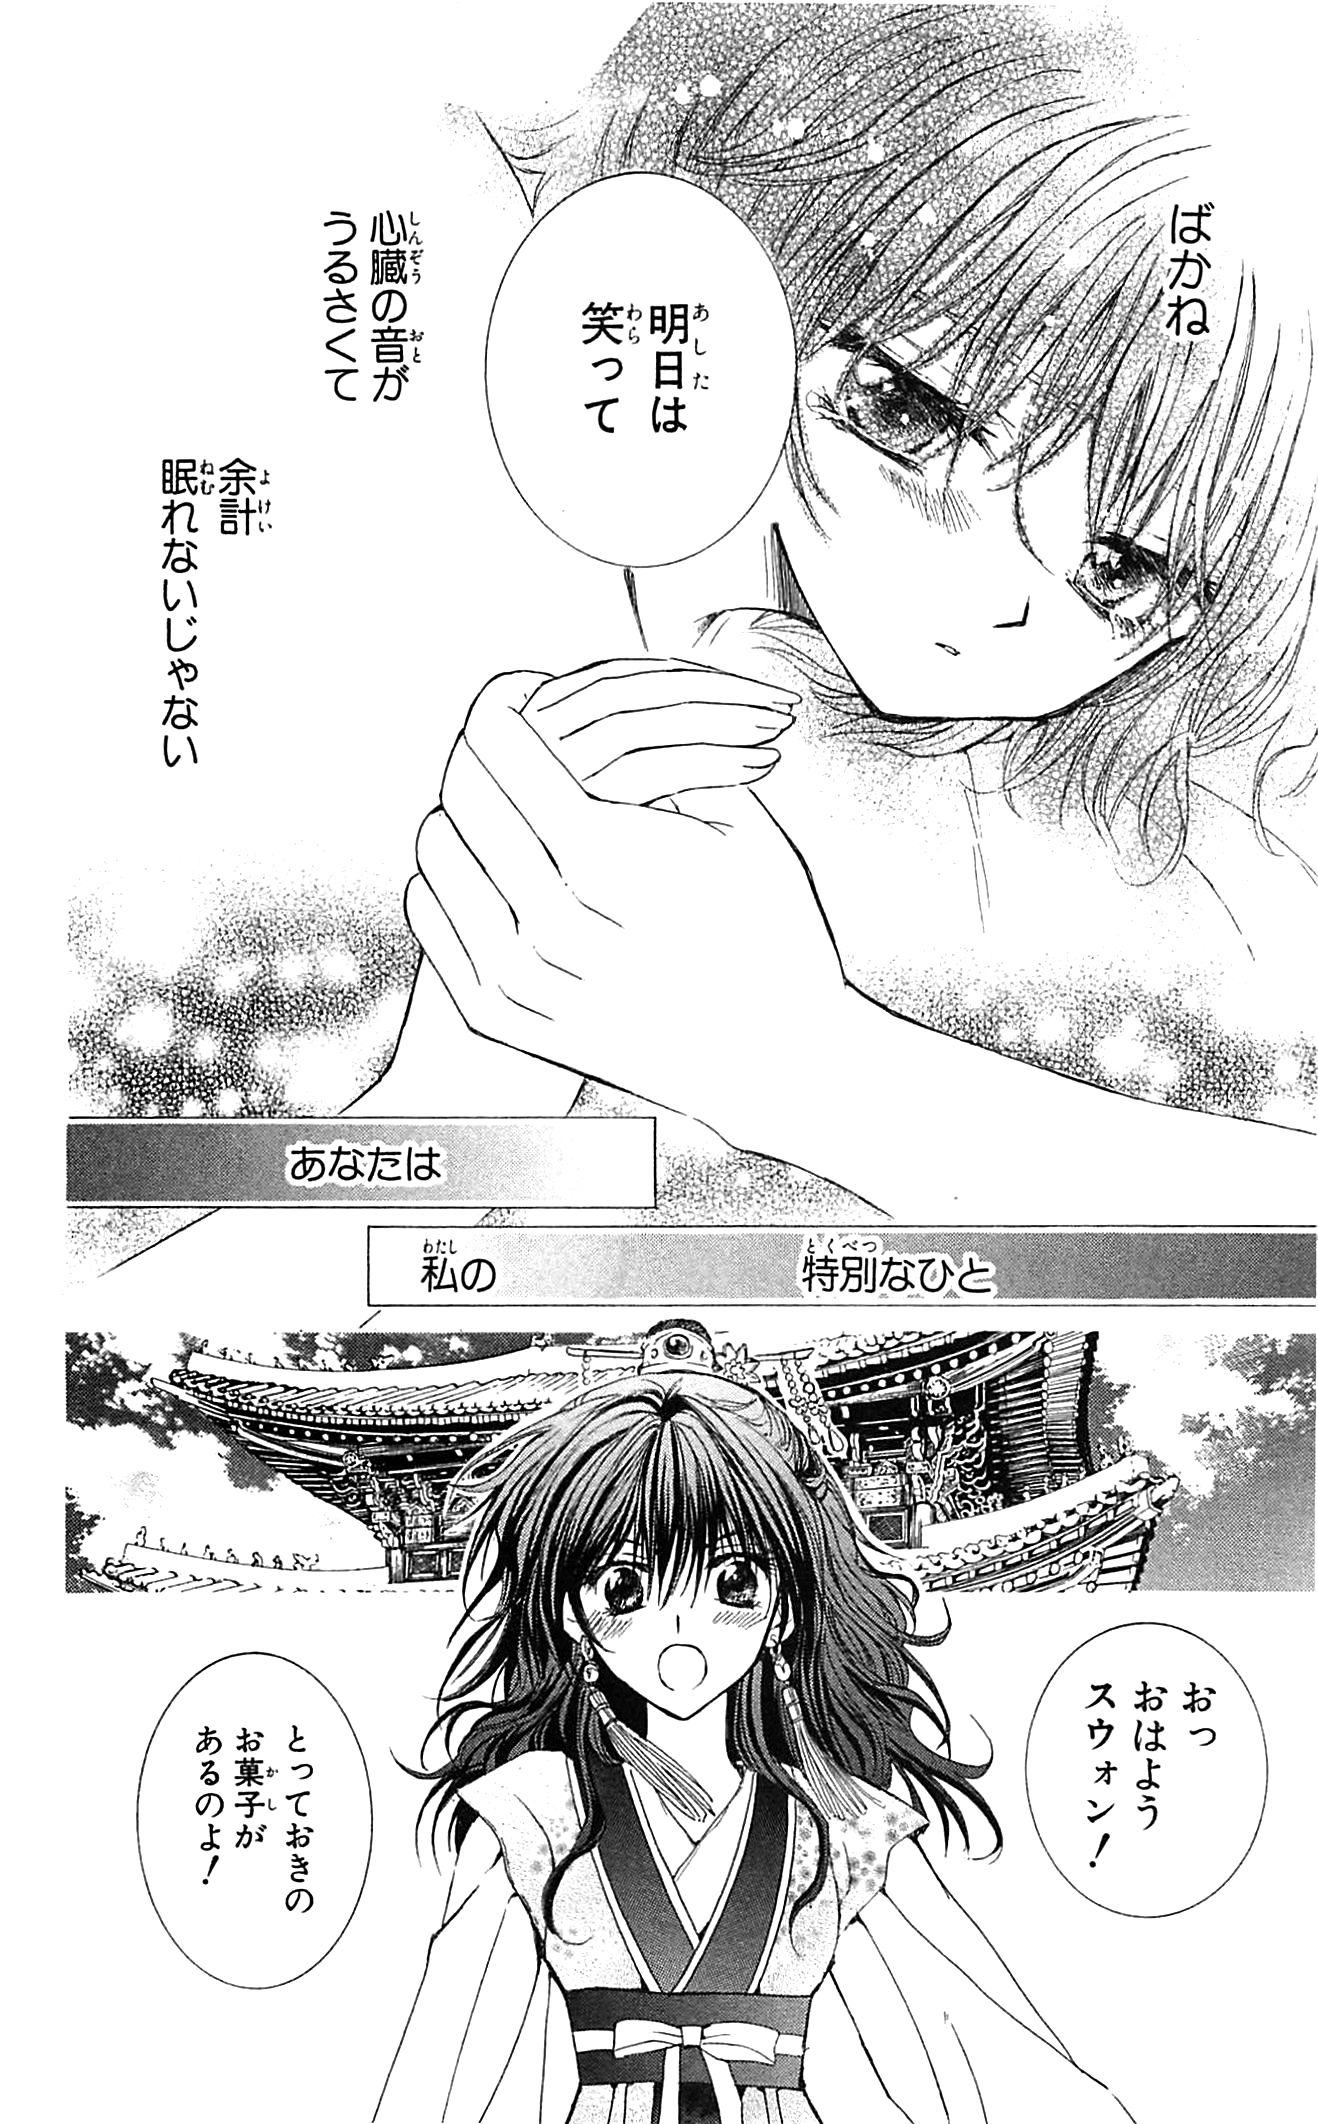 ばかね
明日は
笑って
心臓の音が
うるさくて
余計
眠れないじゃない
あなたは
私の
特別なひと
おっ
おはよう
スウォン!
とっておきの
お菓子が
あるのよ!